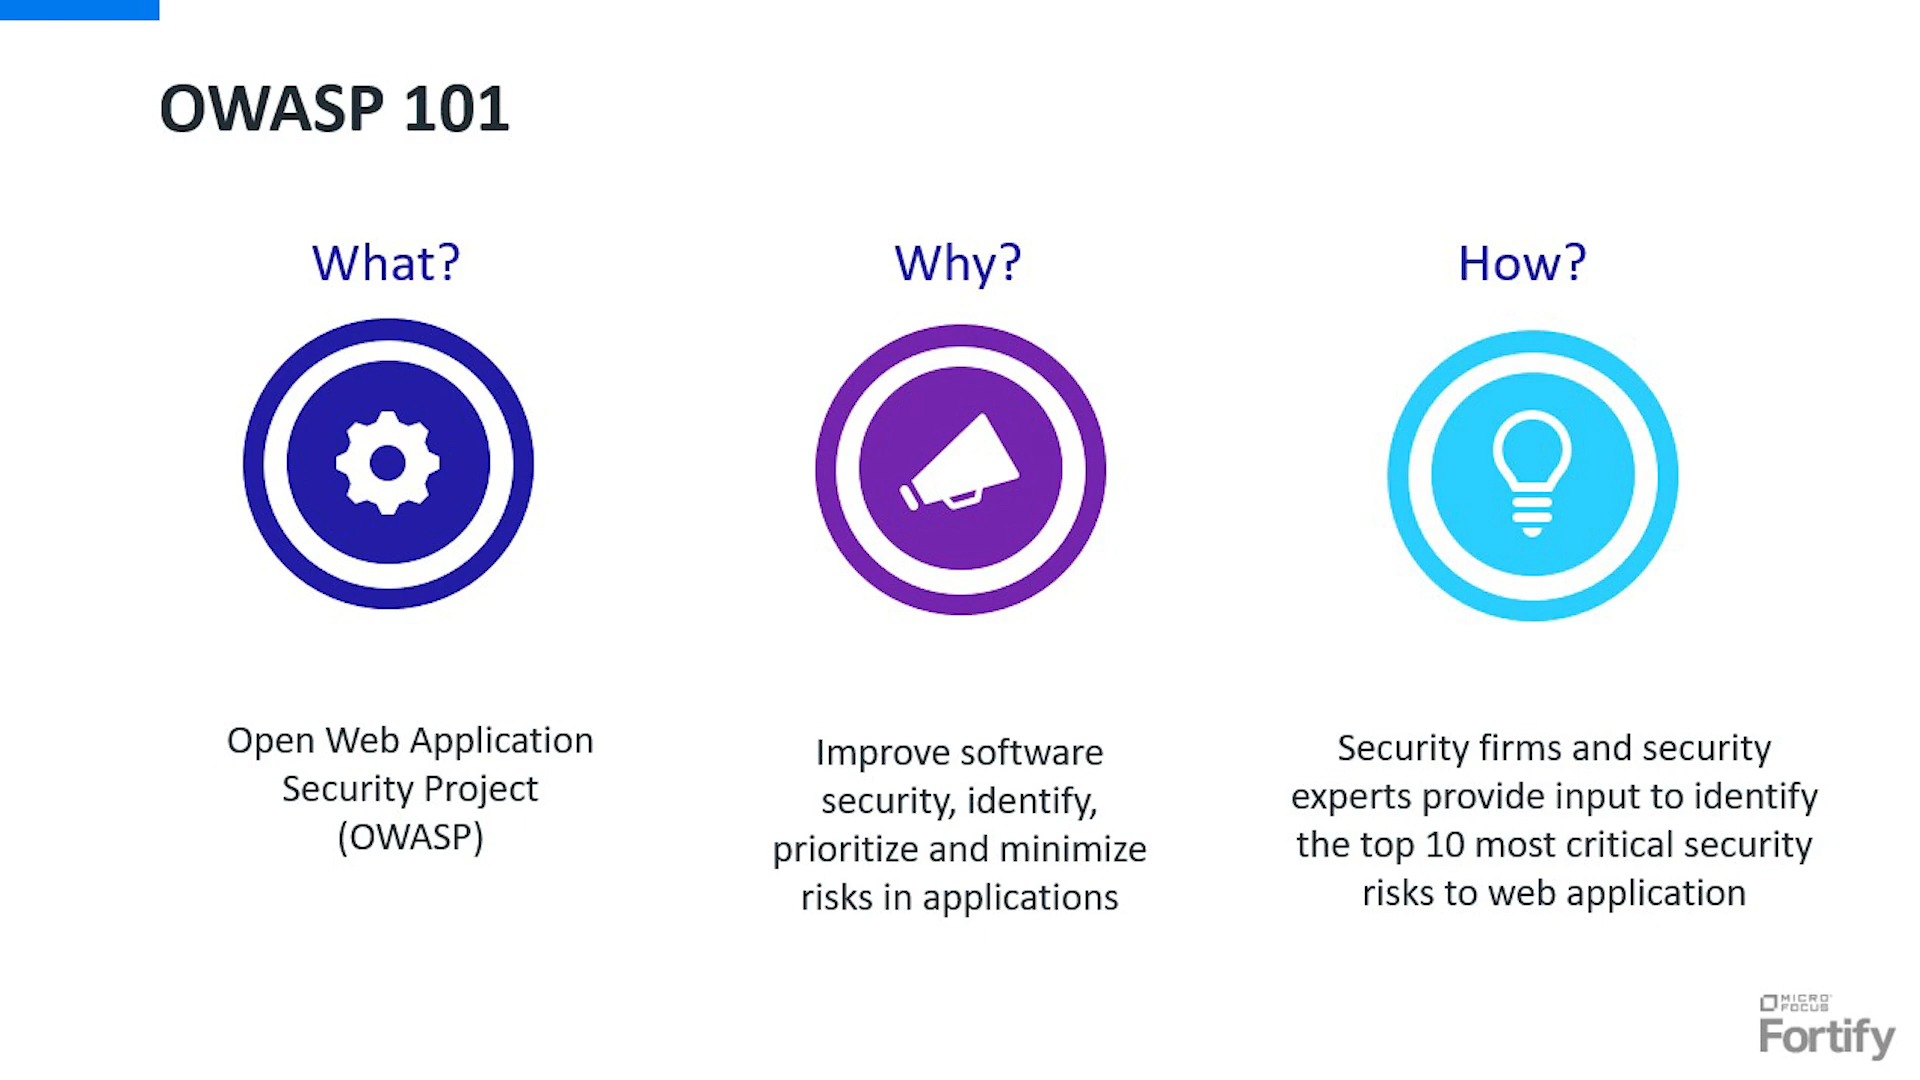 OWASP 101
What?
Open Web Application
Security Project
(OWASP)
Why?
Improve software
security, identify,
prioritize and minimize
risks in applications
How?
Security firms and security
experts provide input to identify
the top 10 most critical security
risks to web application
MICRO
FOCUS
Fortify